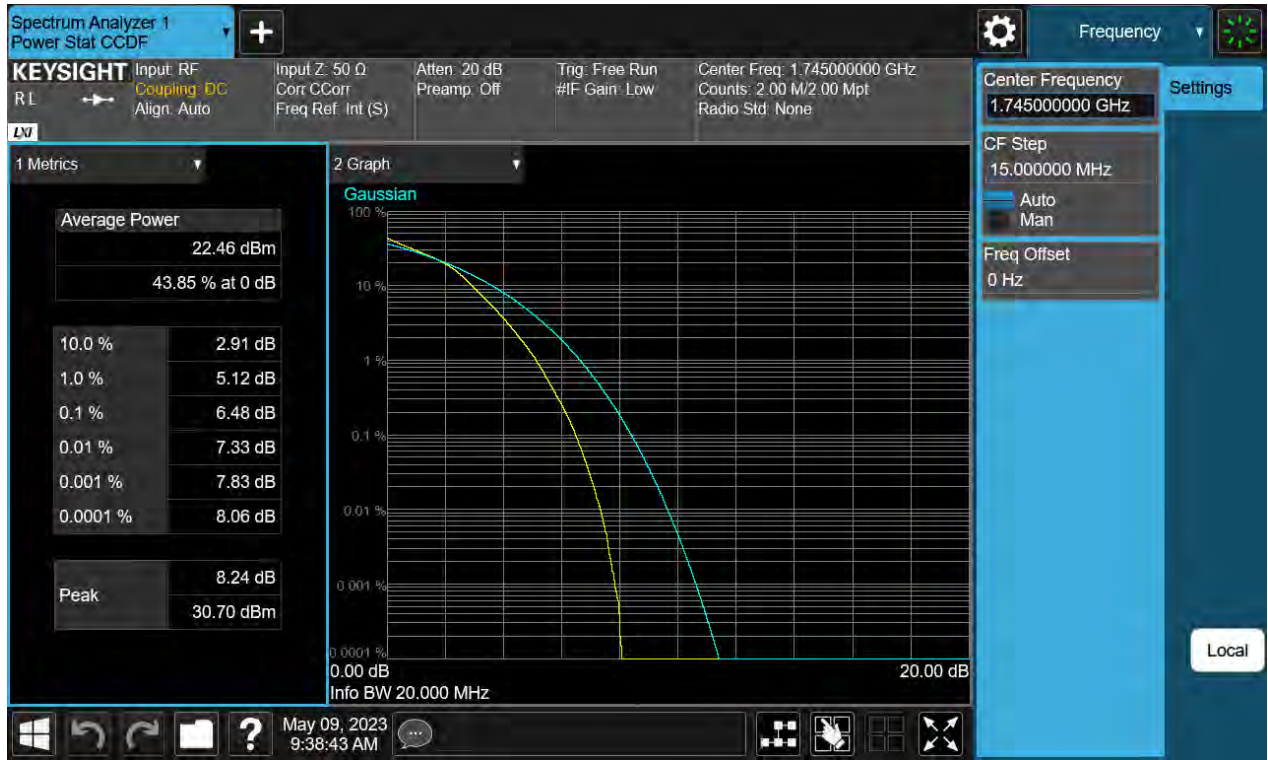 Spectrum Analyzer 1
Power Stat CCDF
Frequency
KEYSIGHT
RL
LXI
Input: RF
Coupling: DC
Align: Auto
Input Z: 50 Ω
Corr CCorr
Freq Ref: Int (S)
Atten: 20 dB
Preamp: Off
Trig: Free Run
#IF Gain: Low
Center Freq: 1.745000000 GHz
Counts: 2.00 M/2.00 Mpt
Radio Std: None
Center Frequency
1.745000000 GHz
Settings
CF Step
15.000000 MHz
Auto
Man
Freq Offset
0 Hz
1 Metrics
Average Power
22.46 dBm
43.85 % at 0 dB
10.0 % 2.91 dB
1.0 % 5.12 dB
0.1 % 6.48 dB
0.01 % 7.33 dB
0.001 % 7.83 dB
0.0001 % 8.06 dB
Peak
8.24 dB
30.70 dBm
2 Graph
Gaussian
100 %
10 %
1 %
0.1 %
0.01 %
0.001 %
0.0001 %
0.00 dB
20.00 dB
Info BW 20.000 MHz
Local
?
May 09, 2023
9:38:43 AM